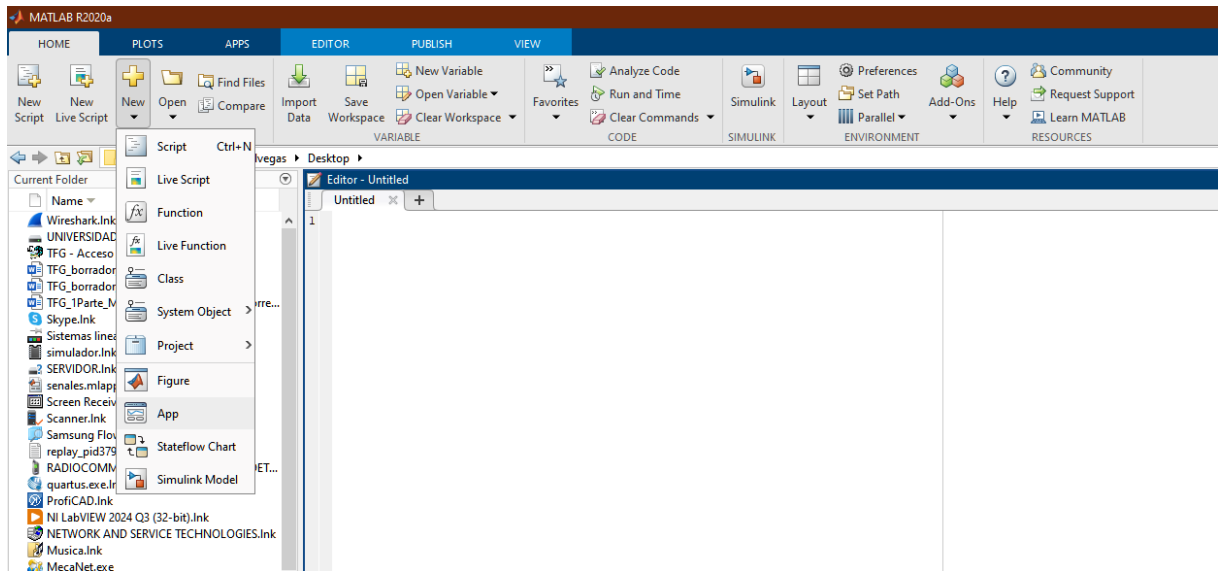 MATLAB R2020a
HOME PLOTS APPS EDITOR PUBLISH VIEW
New Script
New Live Script
New
Open
Find Files
Compare
Import Data
Save Workspace
New Variable
Open Variable
Clear Workspace
VARIABLE
Favorites
Analyze Code
Run and Time
Clear Commands
CODE
Simulink
SIMULINK
Layout
Preferences
Set Path
Parallel
ENVIRONMENT
Add-Ons
Help
Community
Request Support
Learn MATLAB
RESOURCES
Script Ctrl+N
Live Script
Function
Live Function
Class
System Object
Project
Figure
App
Stateflow Chart
Simulink Model
lvegas Desktop
Current Folder
Name
Wireshark.lnk
UNIVERSIDAD
TFG - Acceso
TFG_borrador
TFG_borrador
TFG_1Parte_M orre...
Skype.lnk
Sistemas linea
simulador.lnk
SERVIDOR.lnk
senales.mlapp
Screen Receiv
Scanner.lnk
Samsung Flow
replay_pid379
RADIOCOMM DET...
quartus.exe.lr
ProfiCAD.lnk
NI LabVIEW 2024 Q3 (32-bit).lnk
NETWORK AND SERVICE TECHNOLOGIES.lnk
Musica.lnk
MecaNet.exe
Editor - Untitled
Untitled
1